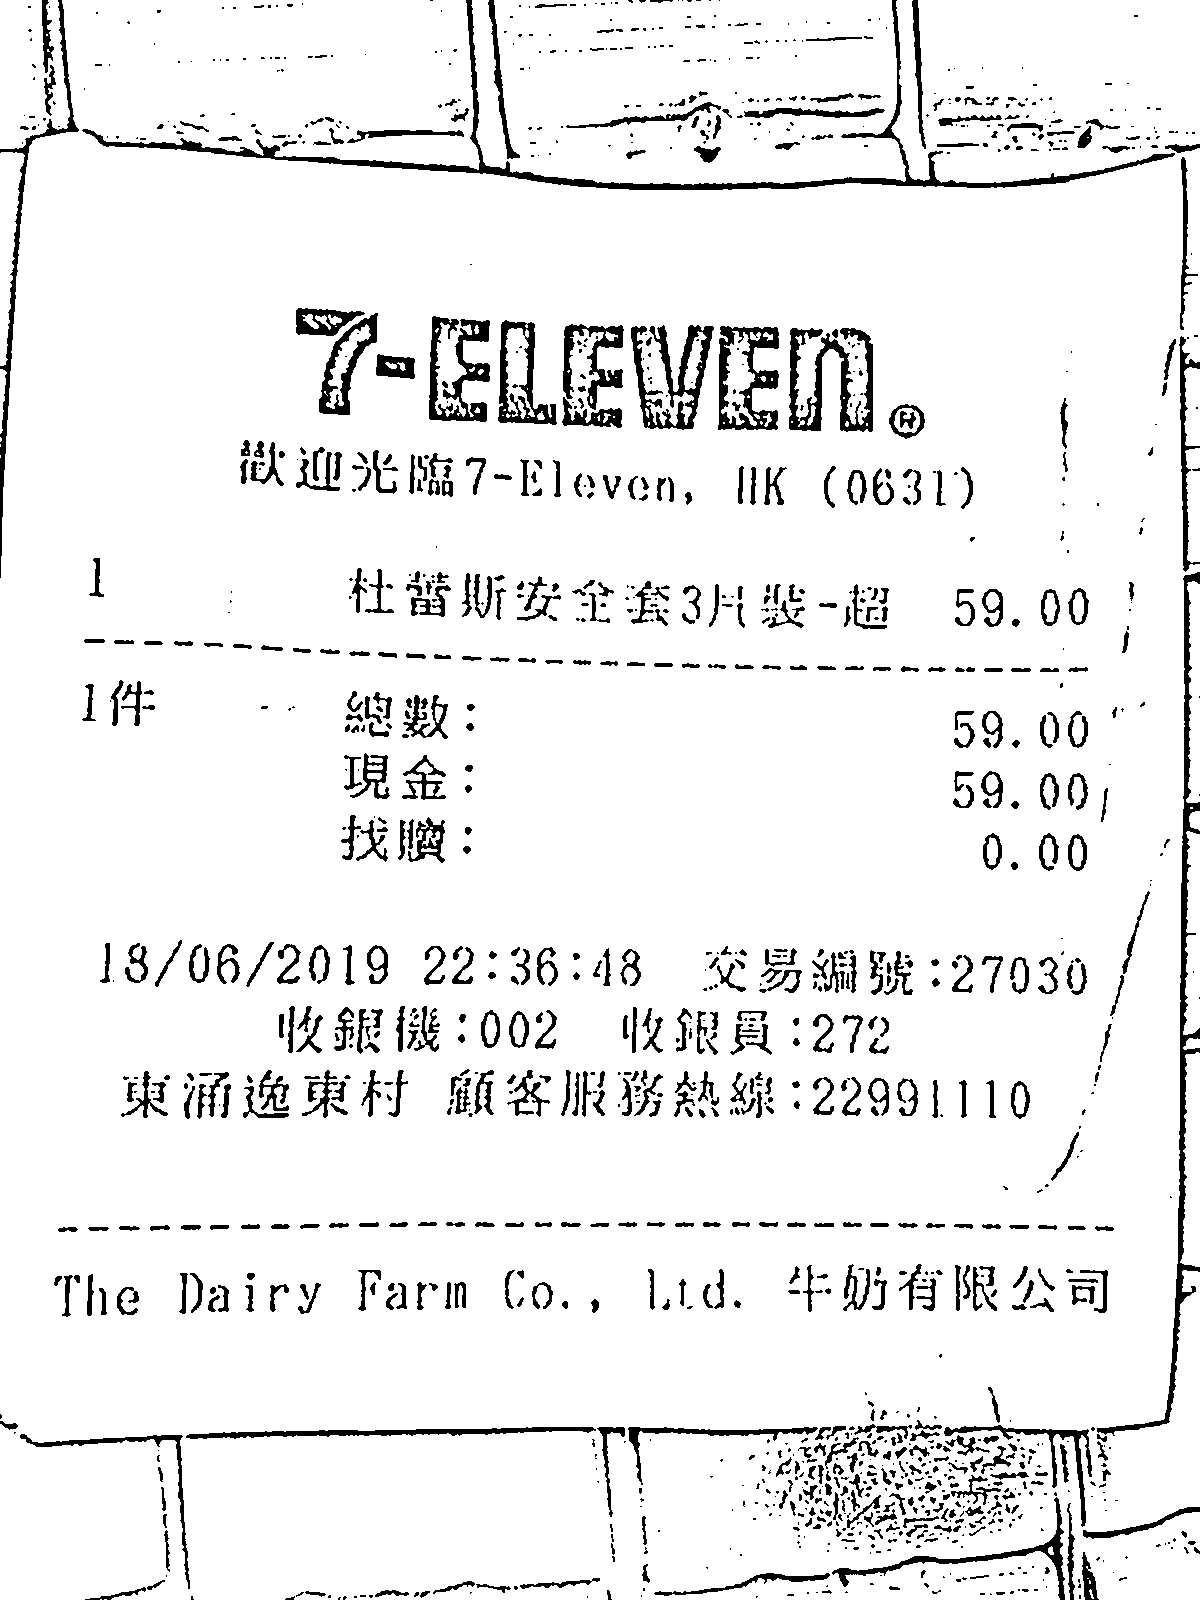 7-ELEVEn®
歡迎光臨7-Eleven, HK (0631)
1 杜蕾斯安全套3片裝-超 59.00
1件 總數: 59.00
現金: 59.00
找贖: 0.00
18/06/2019 22:36:48 交易編號:27030
收銀機:002 收銀員:272
東涌逸東村 顧客服務熱線:22991110
The Dairy Farm Co., Ltd. 牛奶有限公司